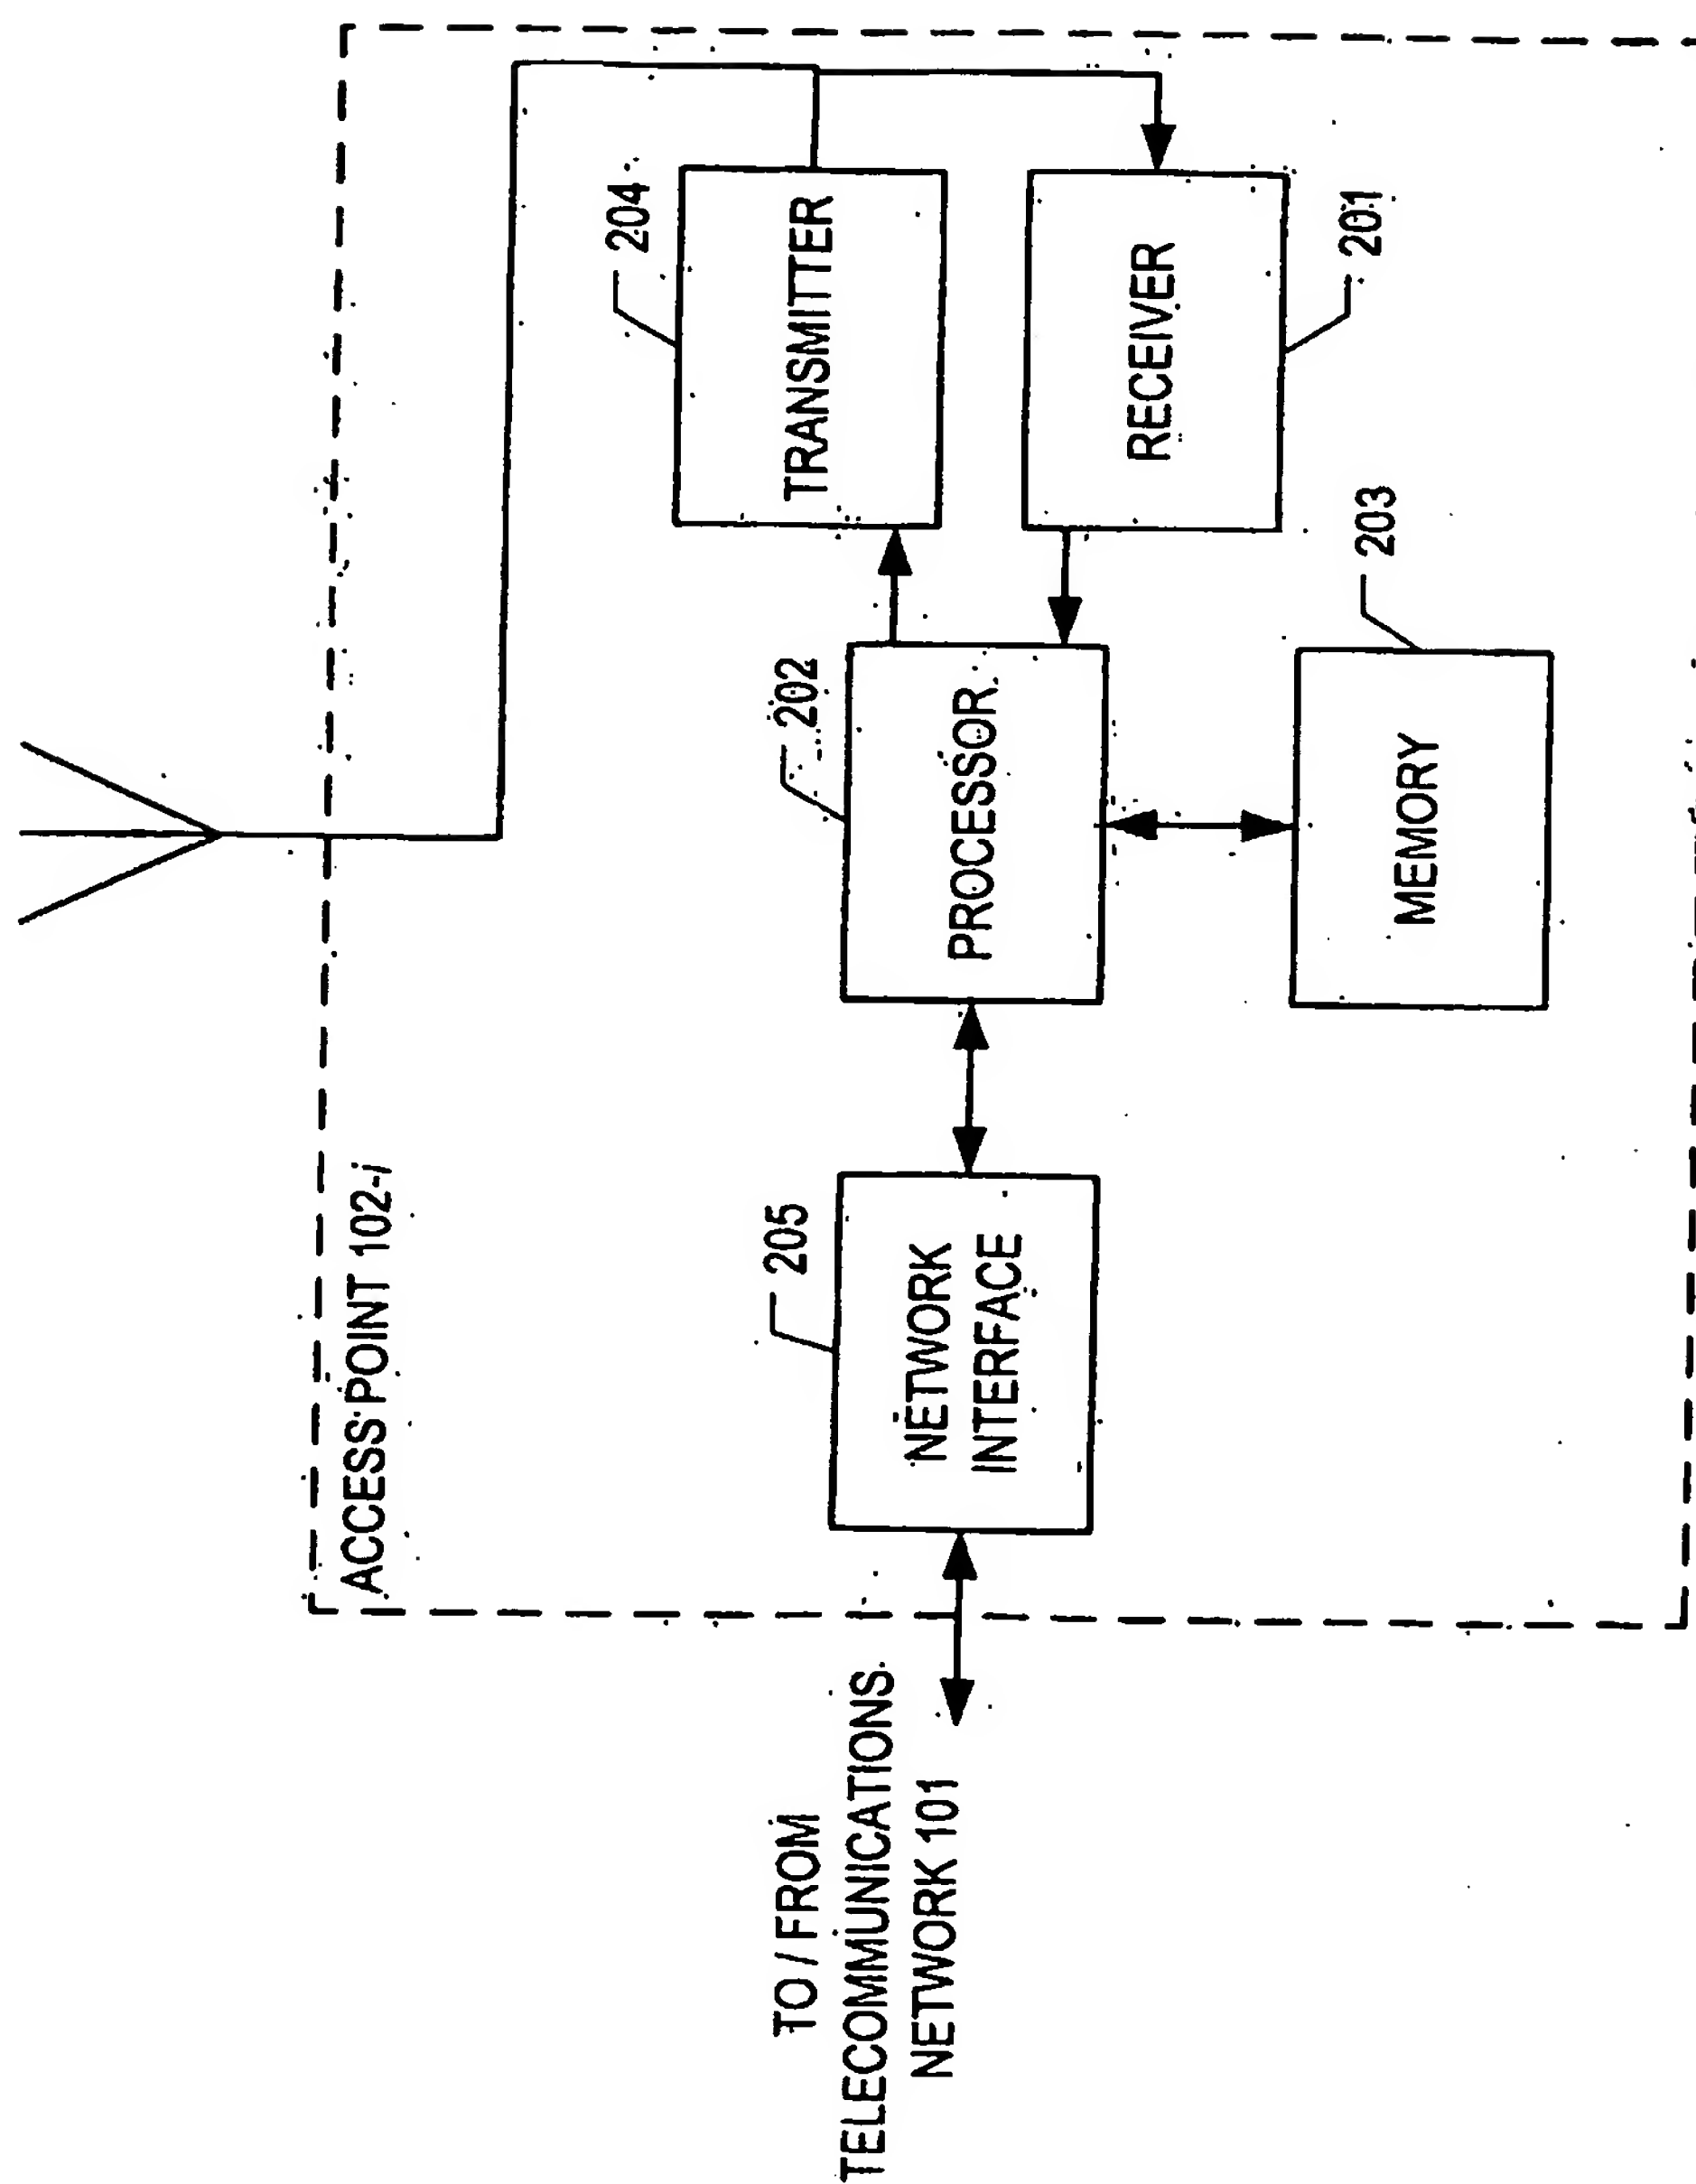 ACCESS POINT 102-i
204
TRANSMITTER
202
PROCESSOR
RECEIVER
201
205
NETWORK
INTERFACE
203
MEMORY
TO / FROM
TELECOMMUNICATIONS
NETWORK 101